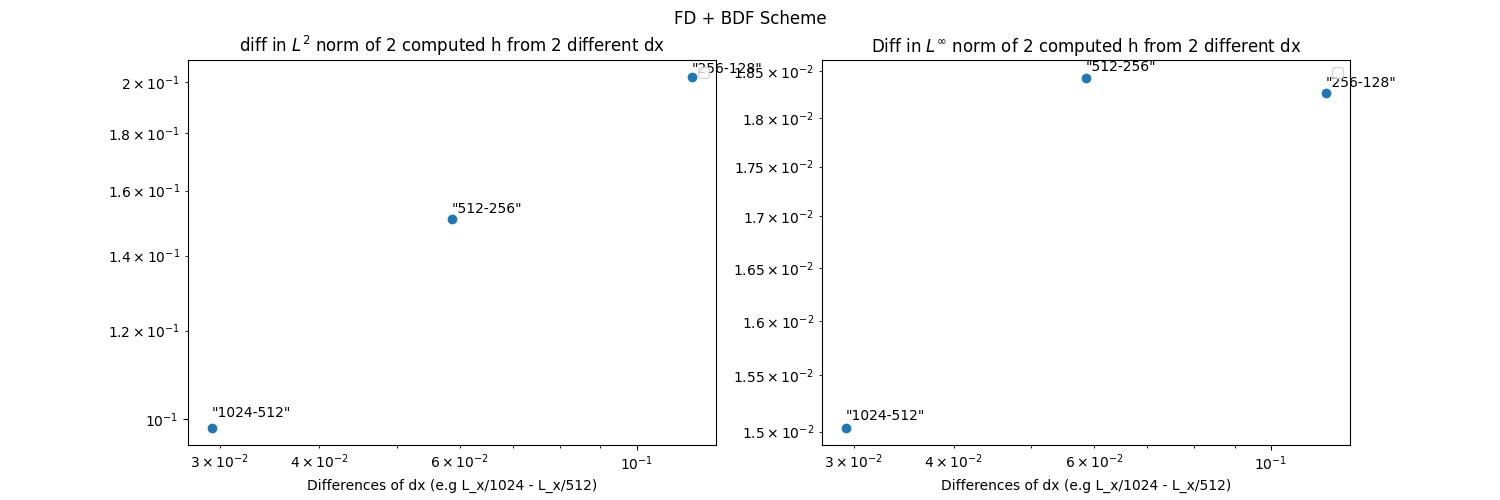 FD + BDF Scheme
diff in L² norm of 2 computed h from 2 different dx
2 × 10⁻¹
1.8 × 10⁻¹
1.6 × 10⁻¹
1.4 × 10⁻¹
1.2 × 10⁻¹
10⁻¹
"256-128"
"512-256"
"1024-512"
3 × 10⁻²
4 × 10⁻²
6 × 10⁻²
10⁻¹
Differences of dx (e.g L_x/1024 - L_x/512)
Diff in L∞ norm of 2 computed h from 2 different dx
1.85 × 10⁻²
1.8 × 10⁻²
1.75 × 10⁻²
1.7 × 10⁻²
1.65 × 10⁻²
1.6 × 10⁻²
1.55 × 10⁻²
1.5 × 10⁻²
"512-256"
"256-128"
"1024-512"
3 × 10⁻²
4 × 10⁻²
6 × 10⁻²
10⁻¹
Differences of dx (e.g L_x/1024 - L_x/512)